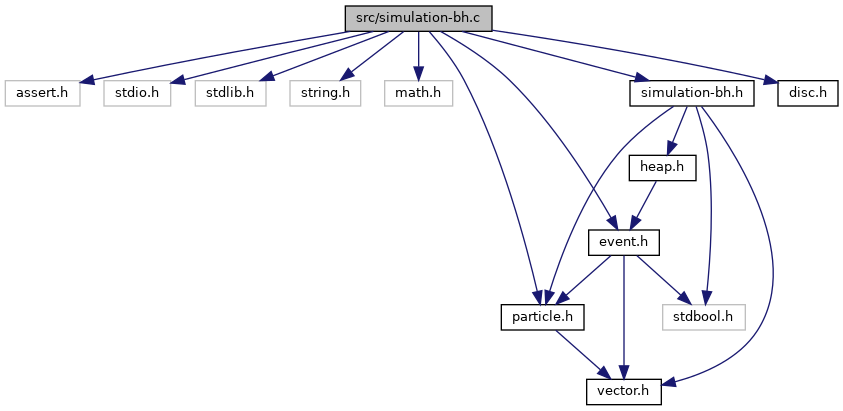 src/simulation-bh.c
assert.h
stdio.h
stdlib.h
string.h
math.h
simulation-bh.h
disc.h
heap.h
event.h
particle.h
stdbool.h
vector.h